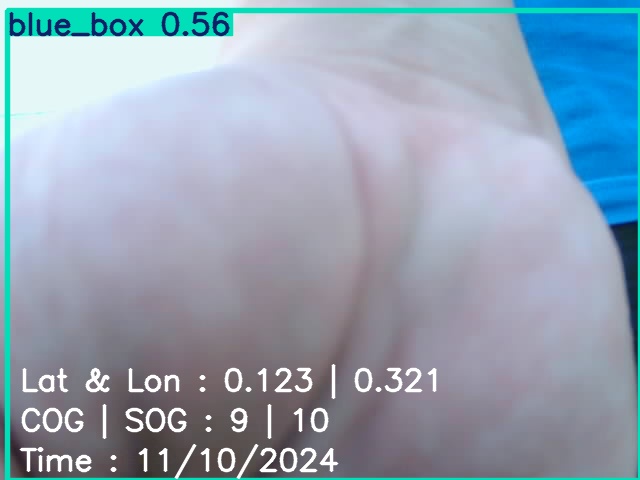 blue_box 0.56
Lat & Lon : 0.123 | 0.321
COG | SOG : 9 | 10
Time : 11/10/2024